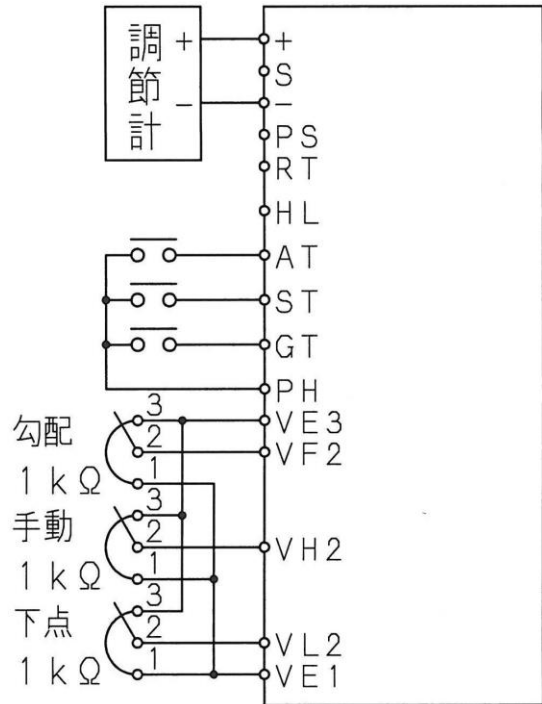 調節計
+ +
S
− −
PS
RT
HL
AT
ST
GT
PH
3 VE3
勾配 2 VF2
1kΩ 1
3
手動 2 VH2
1kΩ 1
3
下点 2 VL2
1kΩ 1 VE1